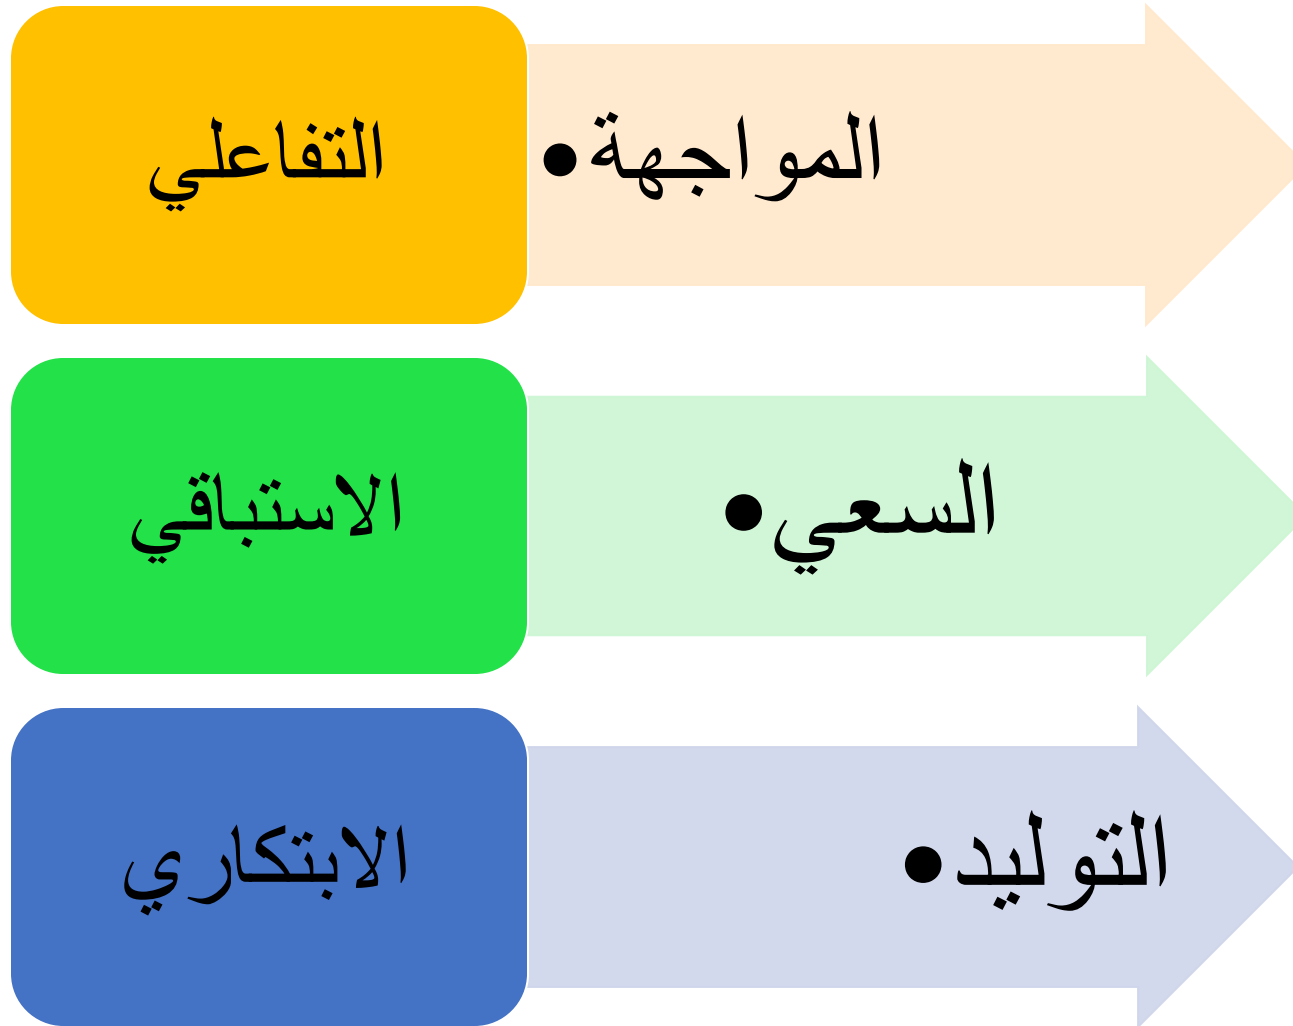 التفاعلي
•المواجهة
الاستباقي
•السعي
الابتكاري
•التوليد